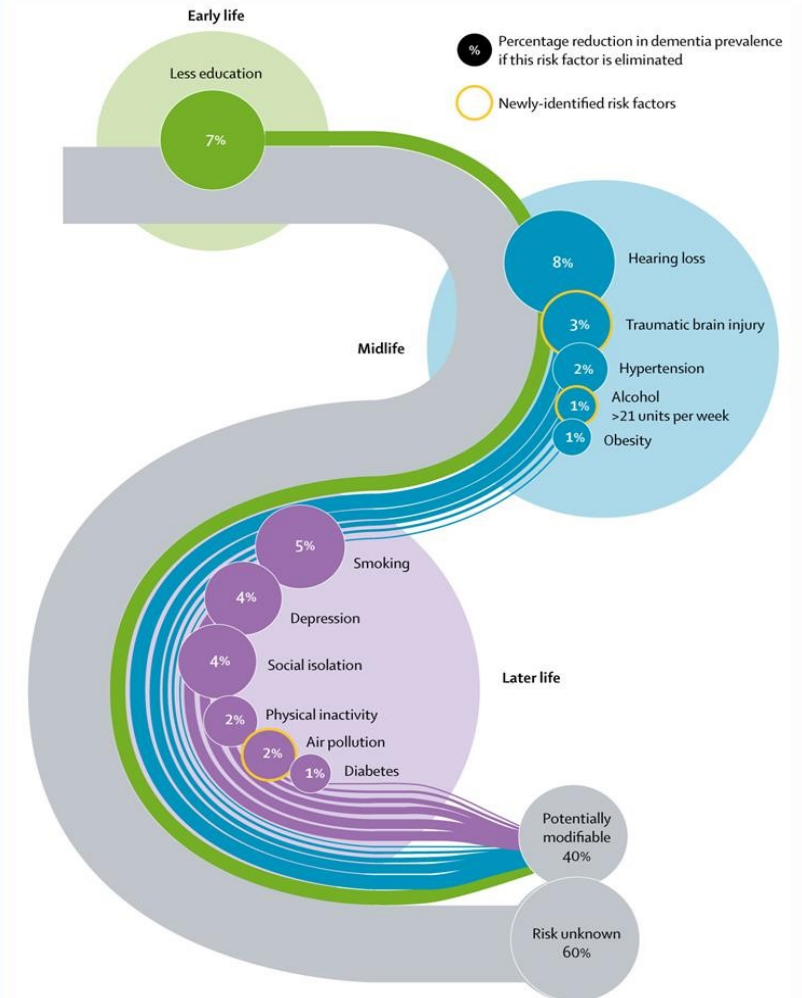 Early life
Percentage reduction in dementia prevalence
if this risk factor is eliminated
%
Newly-identified risk factors
Less education
7%
8%
Hearing loss
3%
Traumatic brain injury
Midlife
2%
Hypertension
1%
Alcohol
>21 units per week
1%
Obesity
5%
Smoking
4%
Depression
4%
Social isolation
Later life
2%
Physical inactivity
2%
Air pollution
1%
Diabetes
Potentially
modifiable
40%
Risk unknown
60%